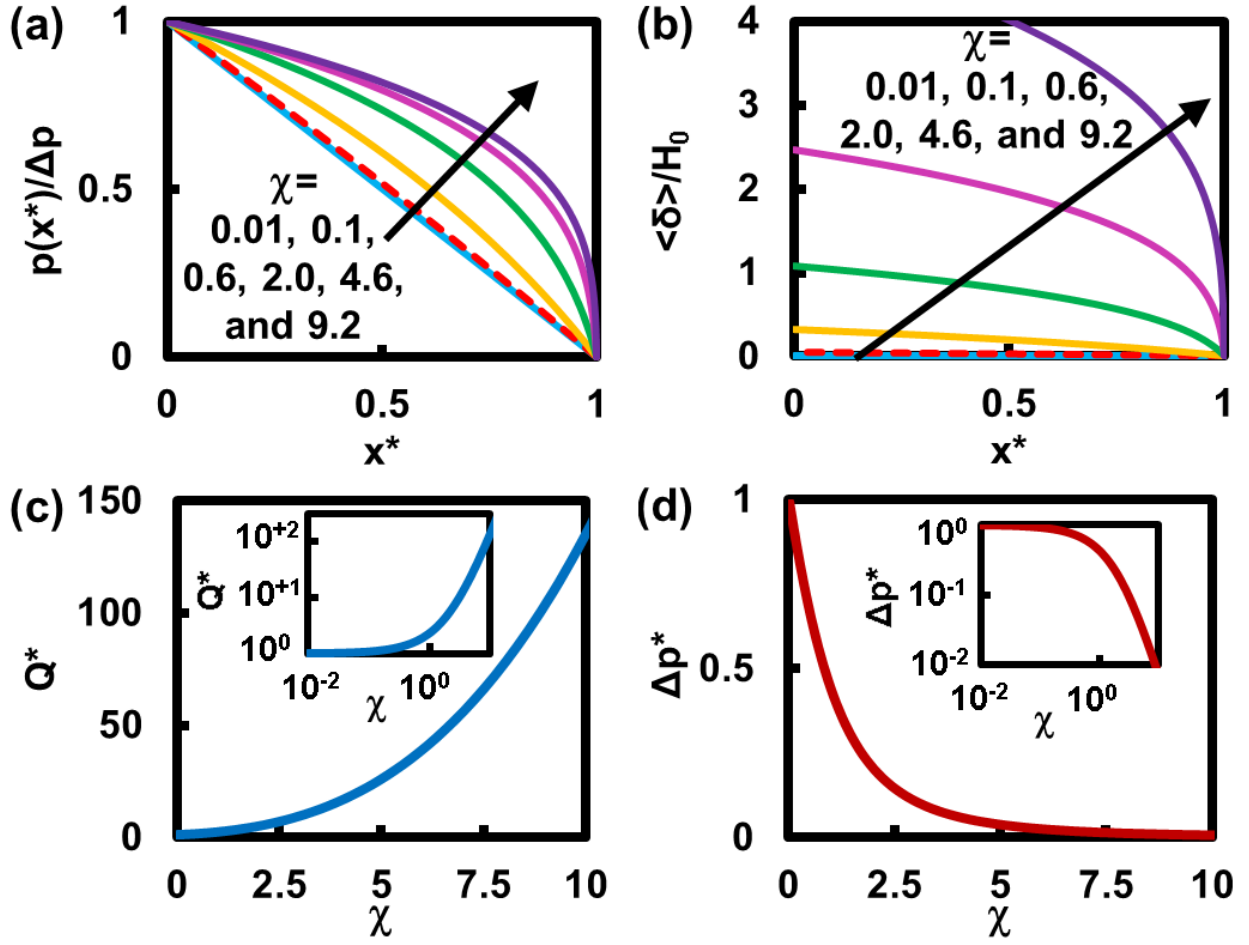 (a)
1
0.5
0
p(x*)/Δp
χ=
0.01, 0.1,
0.6, 2.0, 4.6,
and 9.2
0 0.5 1
x*
(b)
4
3
2
1
0
<δ>/H₀
χ=
0.01, 0.1, 0.6,
2.0, 4.6, and 9.2
0 0.5 1
x*
(c)
150
100
50
0
Q*
10⁺²
10⁺¹
10⁰
Q*
10⁻² 10⁰
χ
0 2.5 5 7.5 10
χ
(d)
1
0.5
0
Δp*
10⁰
10⁻¹
10⁻²
Δp*
10⁻² 10⁰
χ
0 2.5 5 7.5 10
χ